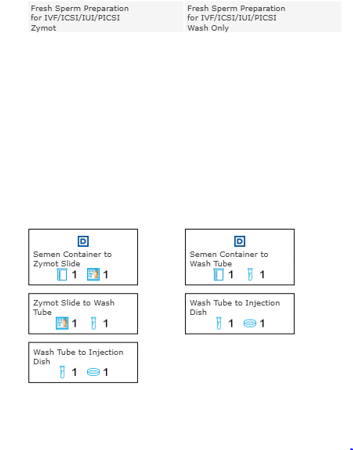 Fresh Sperm Preparation
for IVF/ICSI/IUI/PICSI
Zymot
Fresh Sperm Preparation
for IVF/ICSI/IUI/PICSI
Wash Only
D
Semen Container to
Zymot Slide
1 1
D
Semen Container to
Wash Tube
1 1
Zymot Slide to Wash
Tube
1 1
Wash Tube to Injection
Dish
1 1
Wash Tube to Injection
Dish
1 1